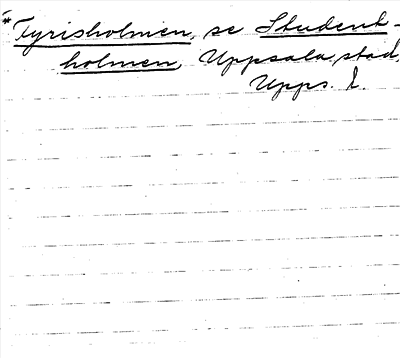 *Tyrisholmen, se Student-
holmen, Uppsala stad,
Upps. l.